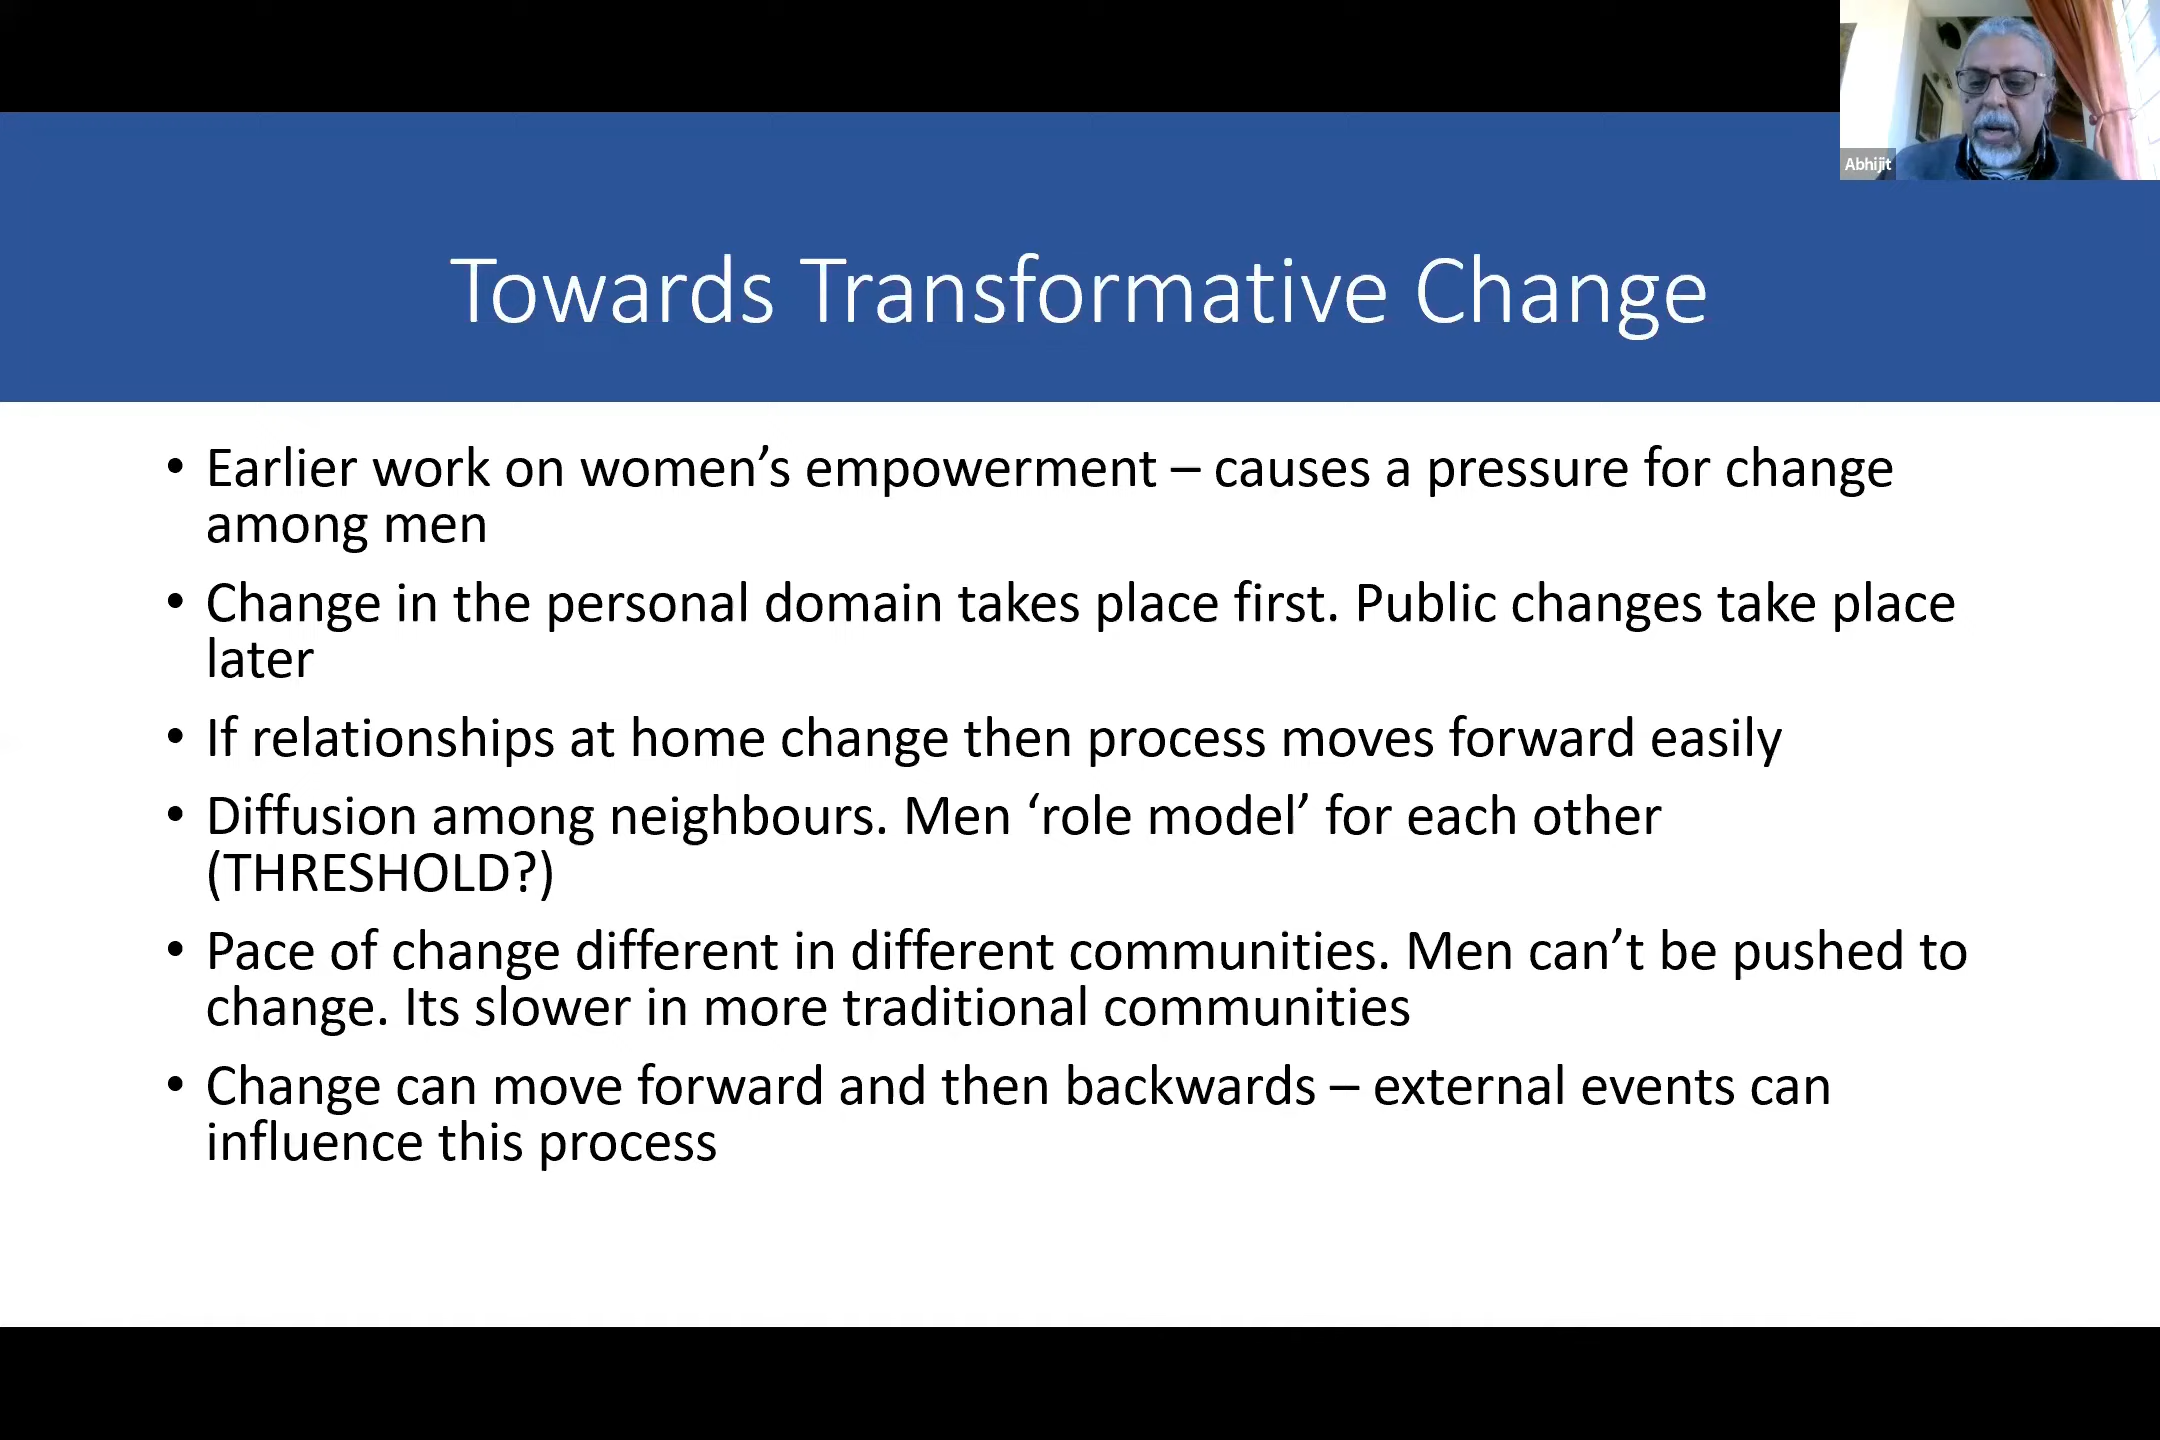 Abhijit
Towards Transformative Change
• Earlier work on women’s empowerment – causes a pressure for change
among men
• Change in the personal domain takes place first. Public changes take place
later
• If relationships at home change then process moves forward easily
• Diffusion among neighbours. Men ‘role model’ for each other
(THRESHOLD?)
• Pace of change different in different communities. Men can’t be pushed to
change. Its slower in more traditional communities
• Change can move forward and then backwards – external events can
influence this process